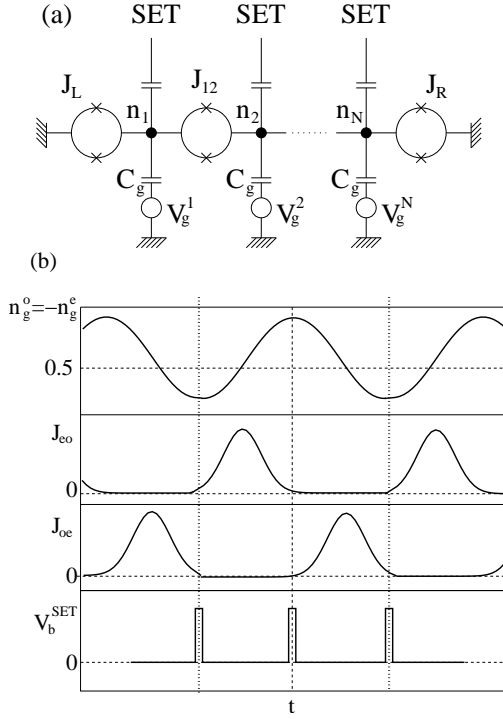 (a) SET SET SET
J_L J_12 J_R
n_1 n_2 n_N
C_g C_g C_g
V_g^1 V_g^2 V_g^N
(b)
n_g^o=-n_g^e
0.5
J_eo
0
J_oe
0
V_b^SET
0
t